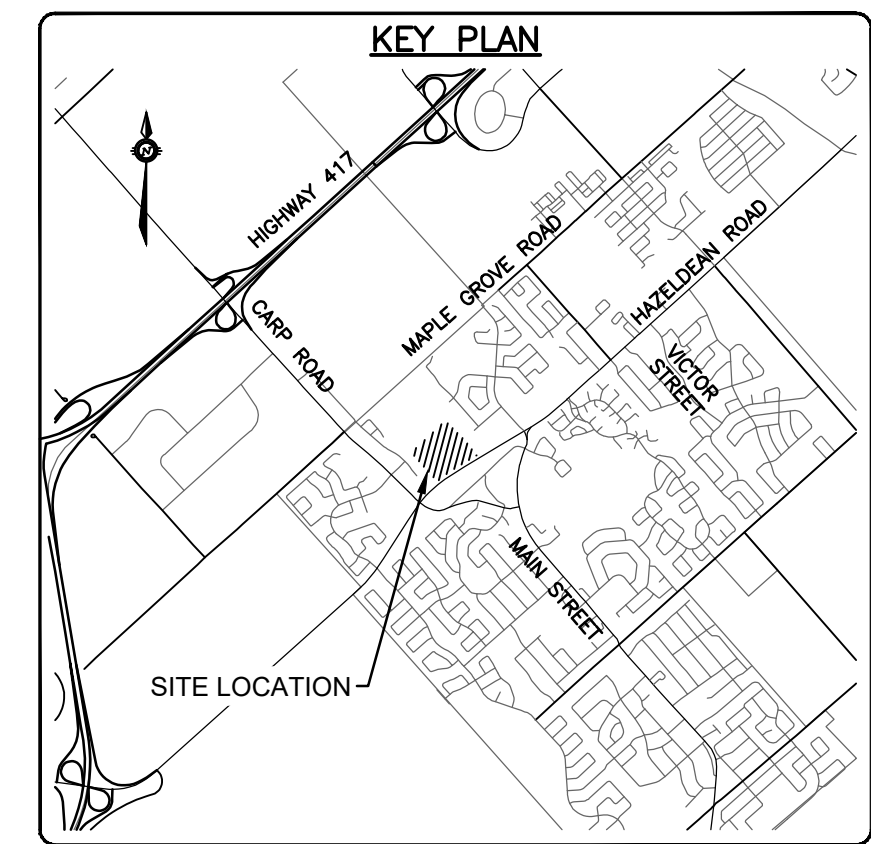 KEY PLAN
N
HIGHWAY 417
MAPLE GROVE ROAD
HAZELDEAN ROAD
CARP ROAD
VICTOR
STREET
MAIN STREET
SITE LOCATION